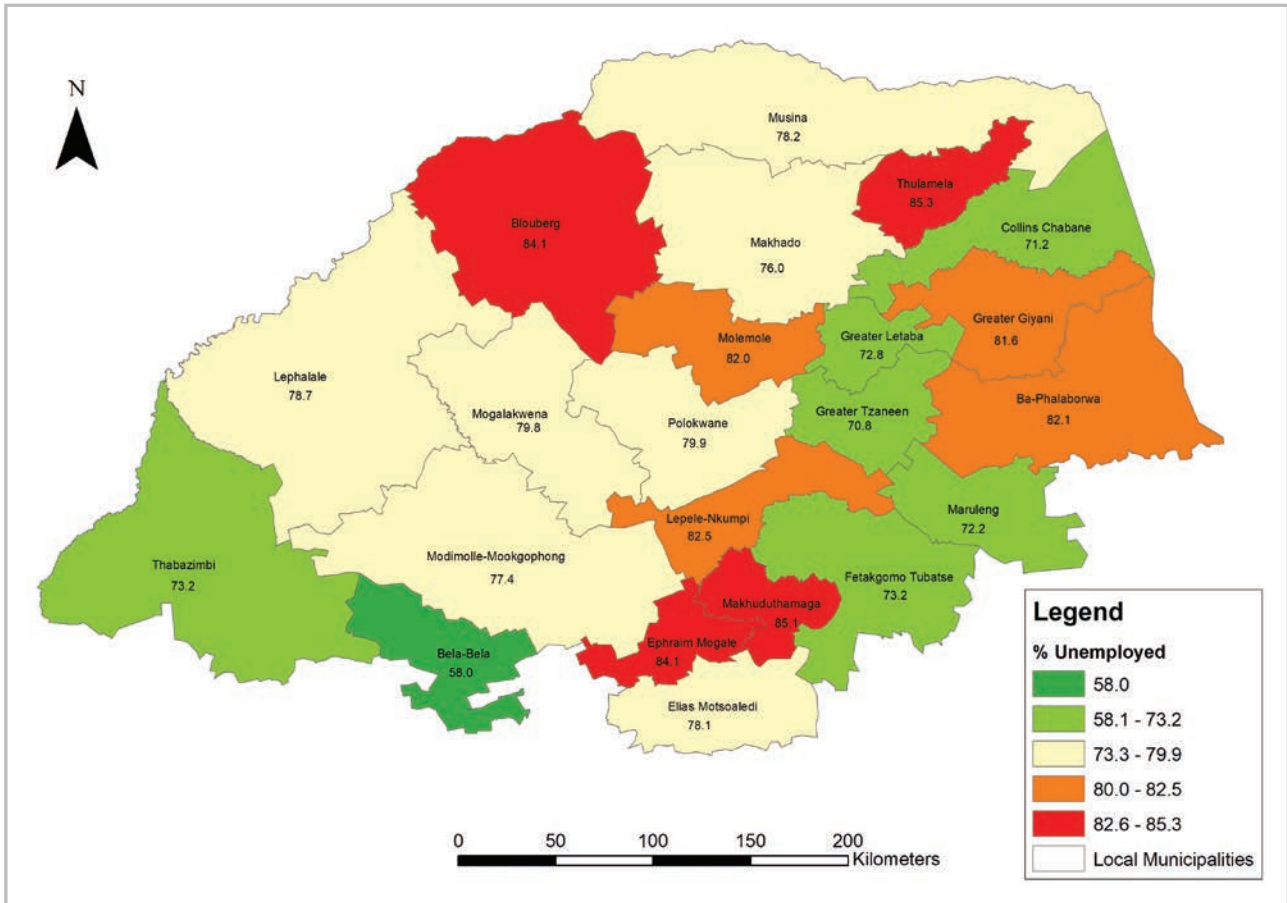 N
Musina
78.2
Thulamela
85.3
Blouberg
84.1
Collins Chabane
71.2
Makhado
76.0
Greater Giyani
81.6
Molemole
82.0
Greater Letaba
72.8
Lephalale
78.7
Ba-Phalaborwa
82.1
Mogalakwena
79.8
Polokwane
79.9
Greater Tzaneen
70.8
Maruleng
72.2
Lepele-Nkumpi
82.5
Modimolle-Mookgophong
77.4
Thabazimbi
73.2
Fetakgomo Tubatse
73.2
Makhuduthamaga
85.1
Ephraim Mogale
84.1
Bela-Bela
58.0
Elias Motsoaledi
78.1
Legend
% Unemployed
58.0
58.1 - 73.2
73.3 - 79.9
80.0 - 82.5
82.6 - 85.3
Local Municipalities
0 50 100 150 200
Kilometers